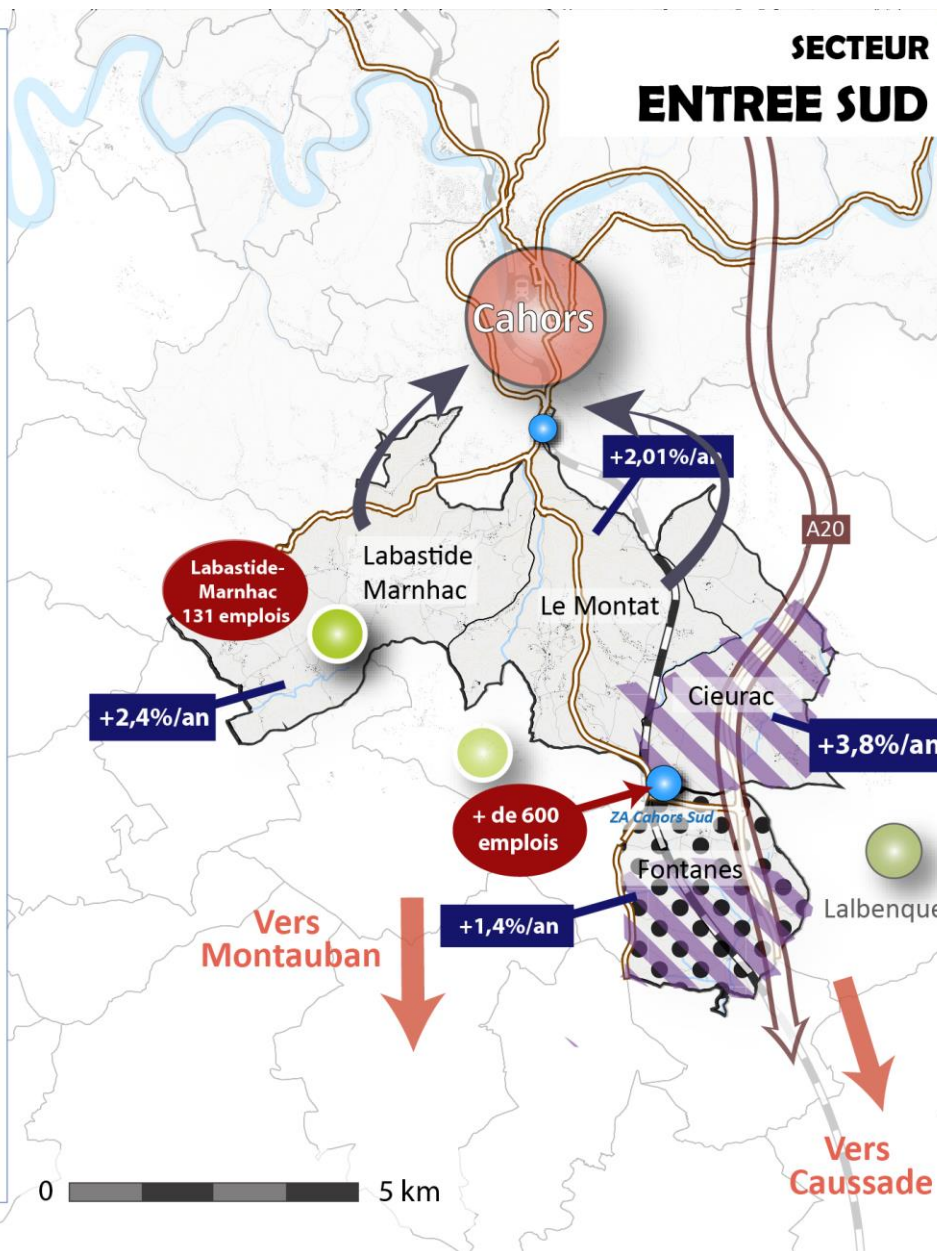 SECTEUR
ENTREE SUD
Cahors
+2,01%/an
A20
Labastide-
Marnhac
131 emplois
Labastide
Marnhac
Le Montat
Cieurac
+2,4%/an
+3,8%/an
+ de 600
emplois
ZA Cahors Sud
Fontanes
Lalbenque
+1,4%/an
Vers
Montauban
Vers
Caussade
0
5 km